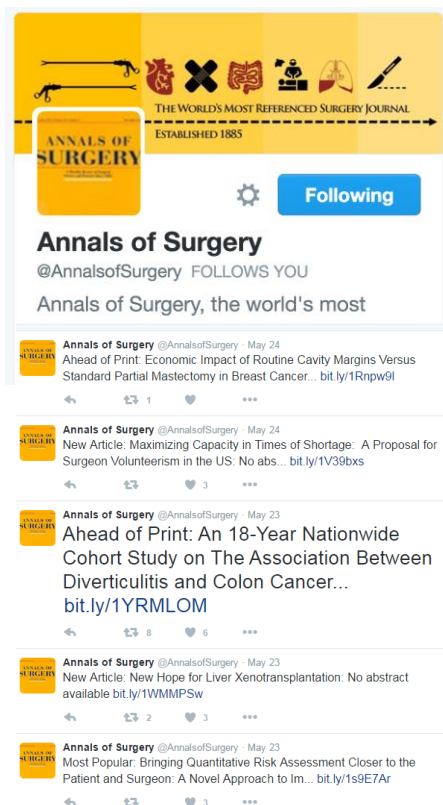 THE WORLD'S MOST REFERENCED SURGERY JOURNAL
ESTABLISHED 1885
ANNALS OF
SURGERY
Following
Annals of Surgery
@AnnalsofSurgery FOLLOWS YOU
Annals of Surgery, the world's most
Annals of Surgery @AnnalsofSurgery · May 24
Ahead of Print: Economic Impact of Routine Cavity Margins Versus
Standard Partial Mastectomy in Breast Cancer... bit.ly/1Rnpw9l
1
Annals of Surgery @AnnalsofSurgery · May 24
New Article: Maximizing Capacity in Times of Shortage: A Proposal for
Surgeon Volunteerism in the US: No abs... bit.ly/1V39bxs
3
Annals of Surgery @AnnalsofSurgery · May 23
Ahead of Print: An 18-Year Nationwide
Cohort Study on The Association Between
Diverticulitis and Colon Cancer...
bit.ly/1YRMLOM
8 6
Annals of Surgery @AnnalsofSurgery · May 23
New Article: New Hope for Liver Xenotransplantation: No abstract
available bit.ly/1WMMPSw
2 3
Annals of Surgery @AnnalsofSurgery · May 23
Most Popular: Bringing Quantitative Risk Assessment Closer to the
Patient and Surgeon: A Novel Approach to Im... bit.ly/1s9E7Ar
3